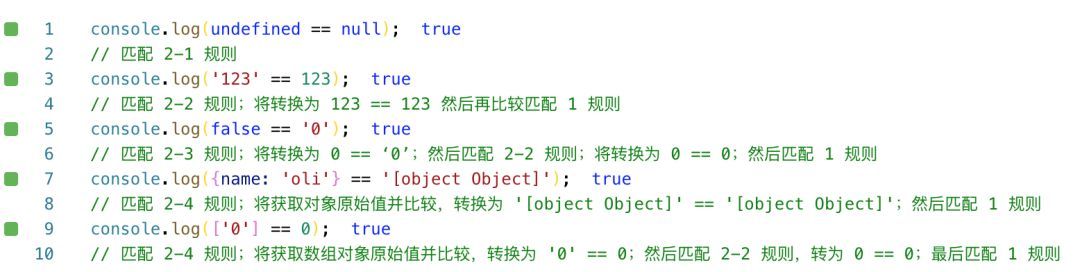 1 console.log(undefined == null); true
2 // 匹配 2-1 规则
3 console.log('123' == 123); true
4 // 匹配 2-2 规则；将转换为 123 == 123 然后再比较匹配 1 规则
5 console.log(false == '0'); true
6 // 匹配 2-3 规则；将转换为 0 == ‘0’；然后匹配 2-2 规则；将转换为 0 == 0；然后匹配 1 规则
7 console.log({name: 'oli'} == '[object Object]'); true
8 // 匹配 2-4 规则；将获取对象原始值并比较，转换为 '[object Object]' == '[object Object]'；然后匹配 1 规则
9 console.log(['0'] == 0); true
10 // 匹配 2-4 规则；将获取数组对象原始值并比较，转换为 '0' == 0；然后匹配 2-2 规则，转为 0 == 0；最后匹配 1 规则